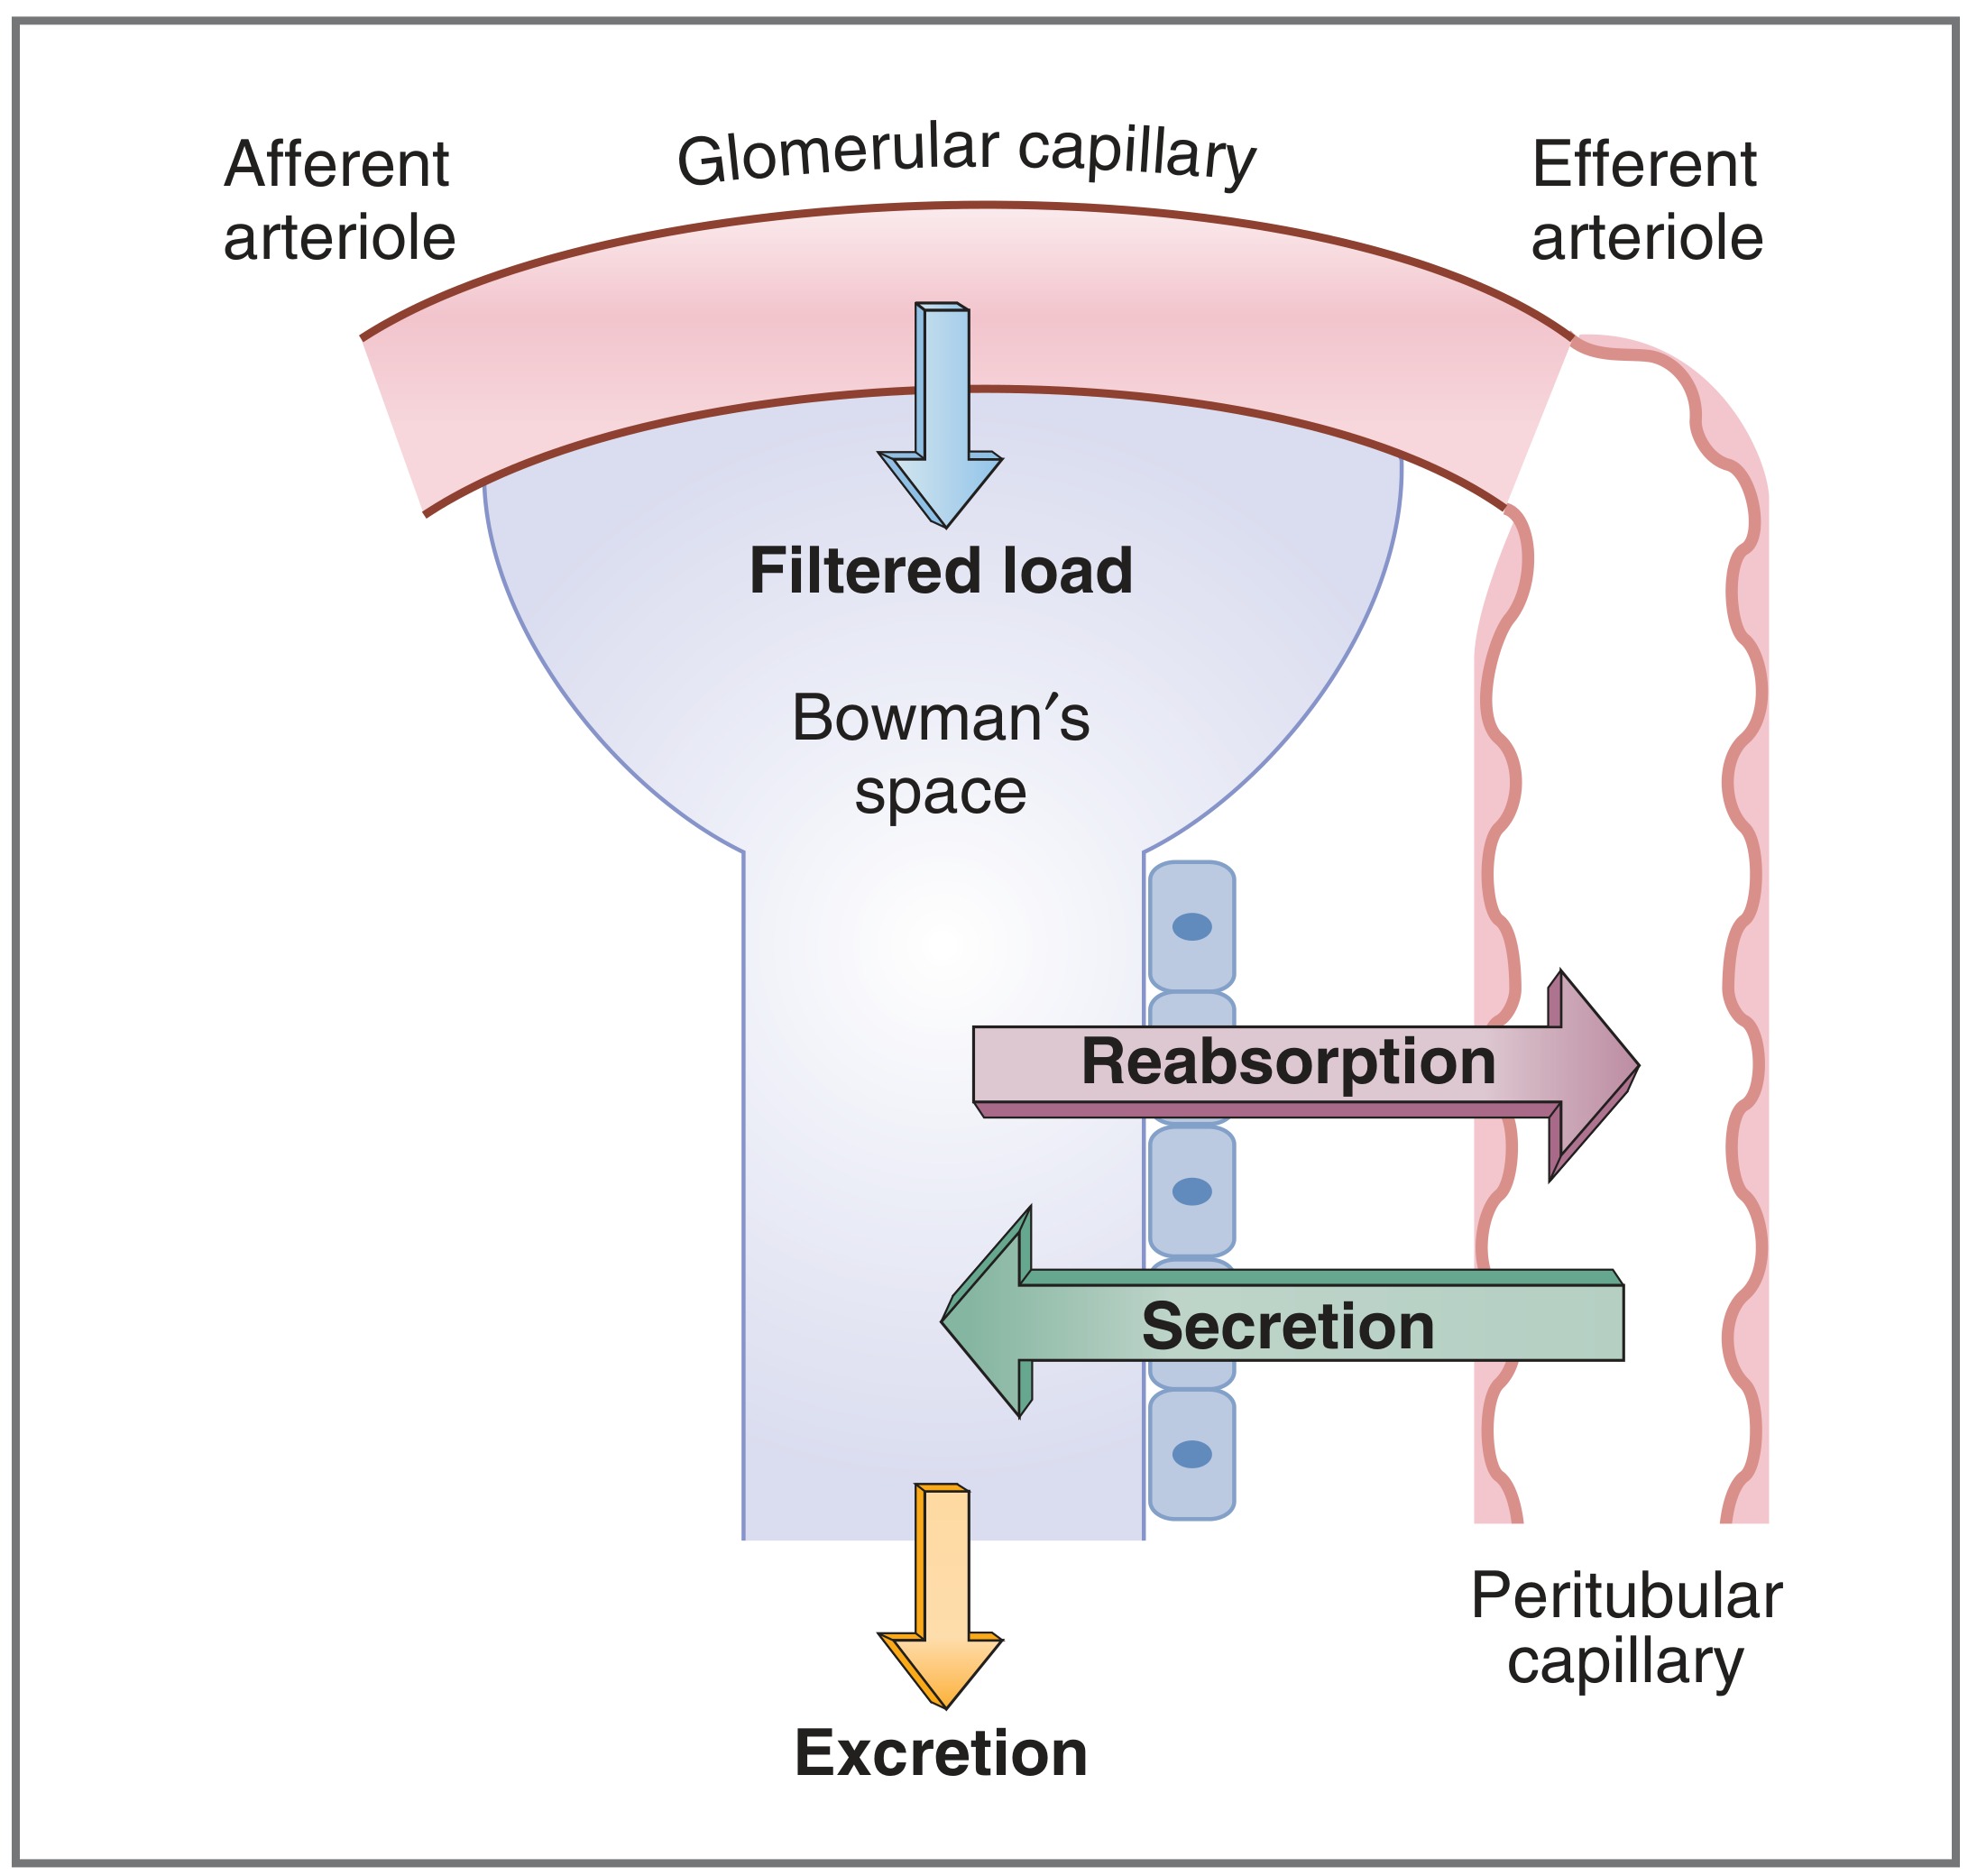 Afferent
arteriole
Glomerular capillary
Efferent
arteriole
Filtered load
Bowman′s
space
Reabsorption
Secretion
Peritubular
capillary
Excretion